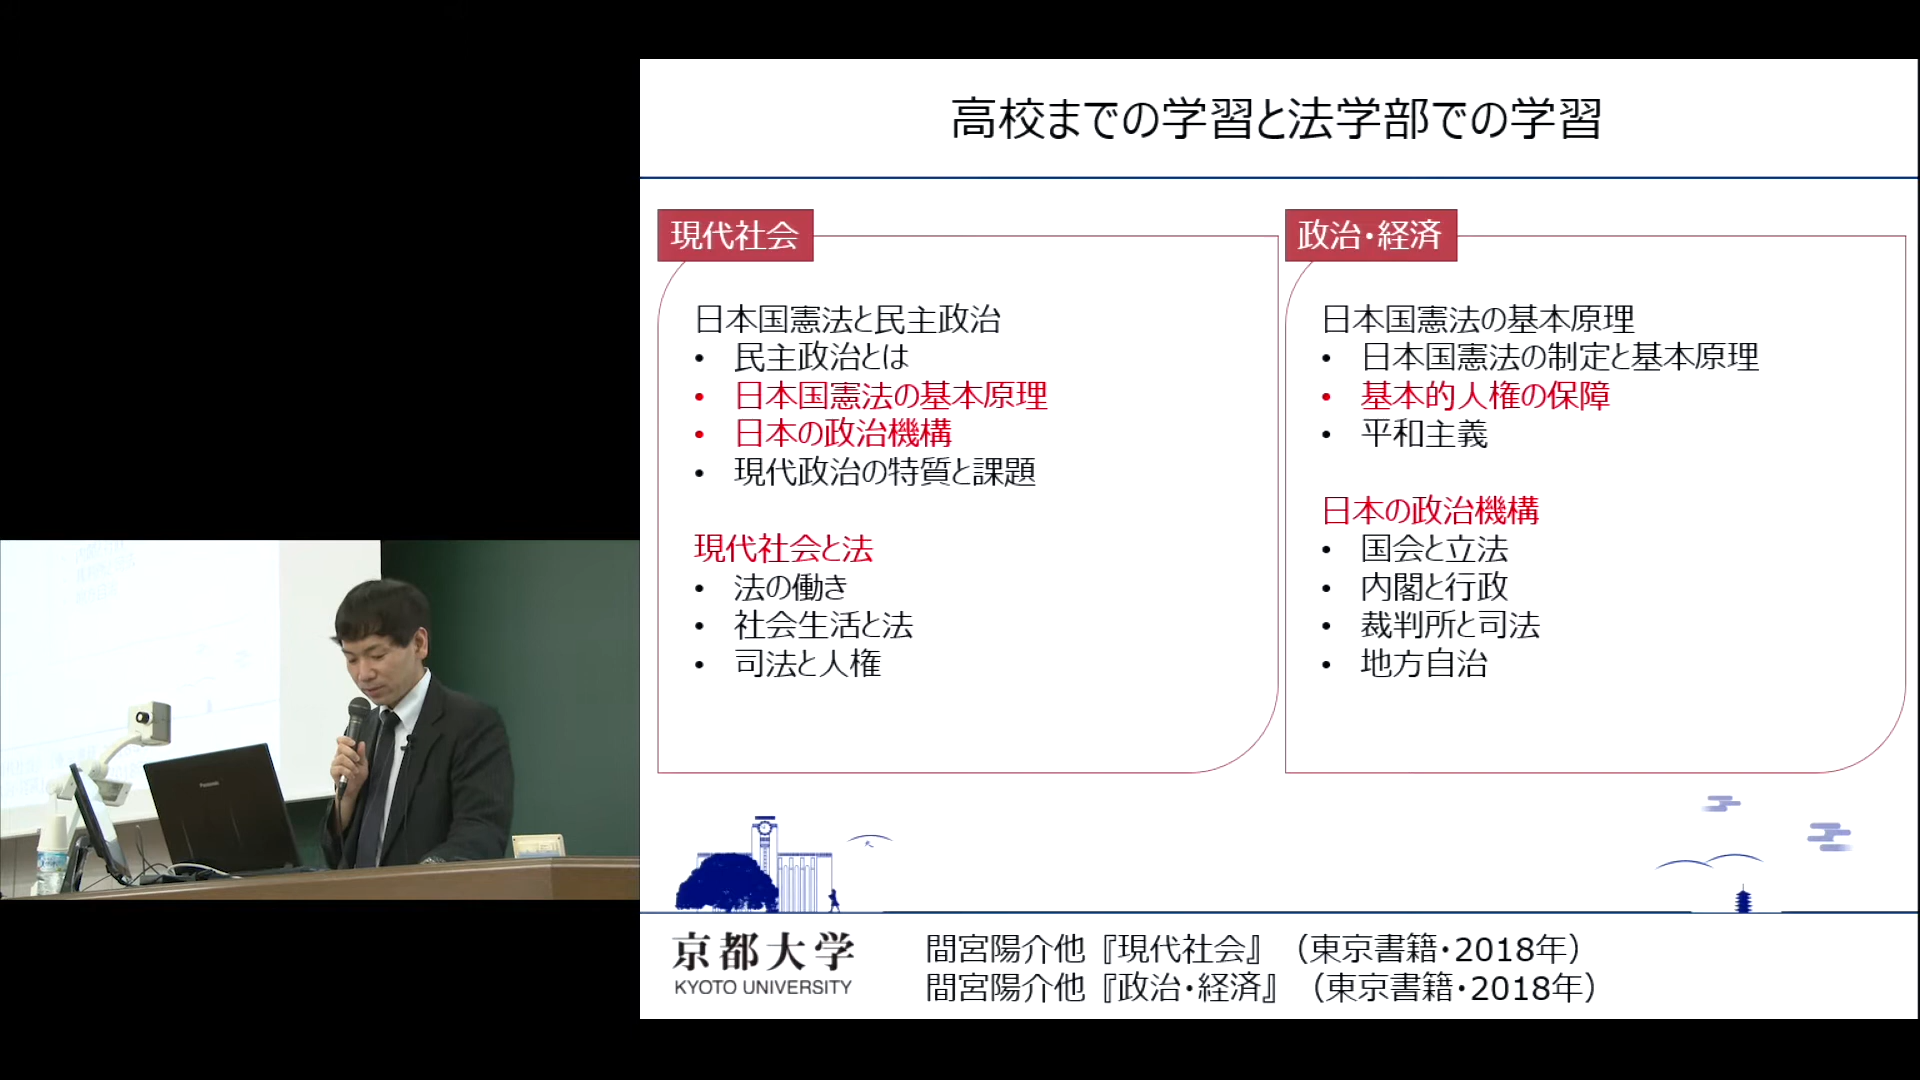 高校までの学習と法学部での学習
現代社会
日本国憲法と民主政治
• 民主政治とは
• 日本国憲法の基本原理
• 日本の政治機構
• 現代政治の特質と課題
現代社会と法
• 法の働き
• 社会生活と法
• 司法と人権
政治・経済
日本国憲法の基本原理
• 日本国憲法の制定と基本原理
• 基本的人権の保障
• 平和主義
日本の政治機構
• 国会と立法
• 内閣と行政
• 裁判所と司法
• 地方自治
京都大学
KYOTO UNIVERSITY
間宮陽介他『現代社会』（東京書籍・2018年）
間宮陽介他『政治・経済』（東京書籍・2018年）
Panasonic